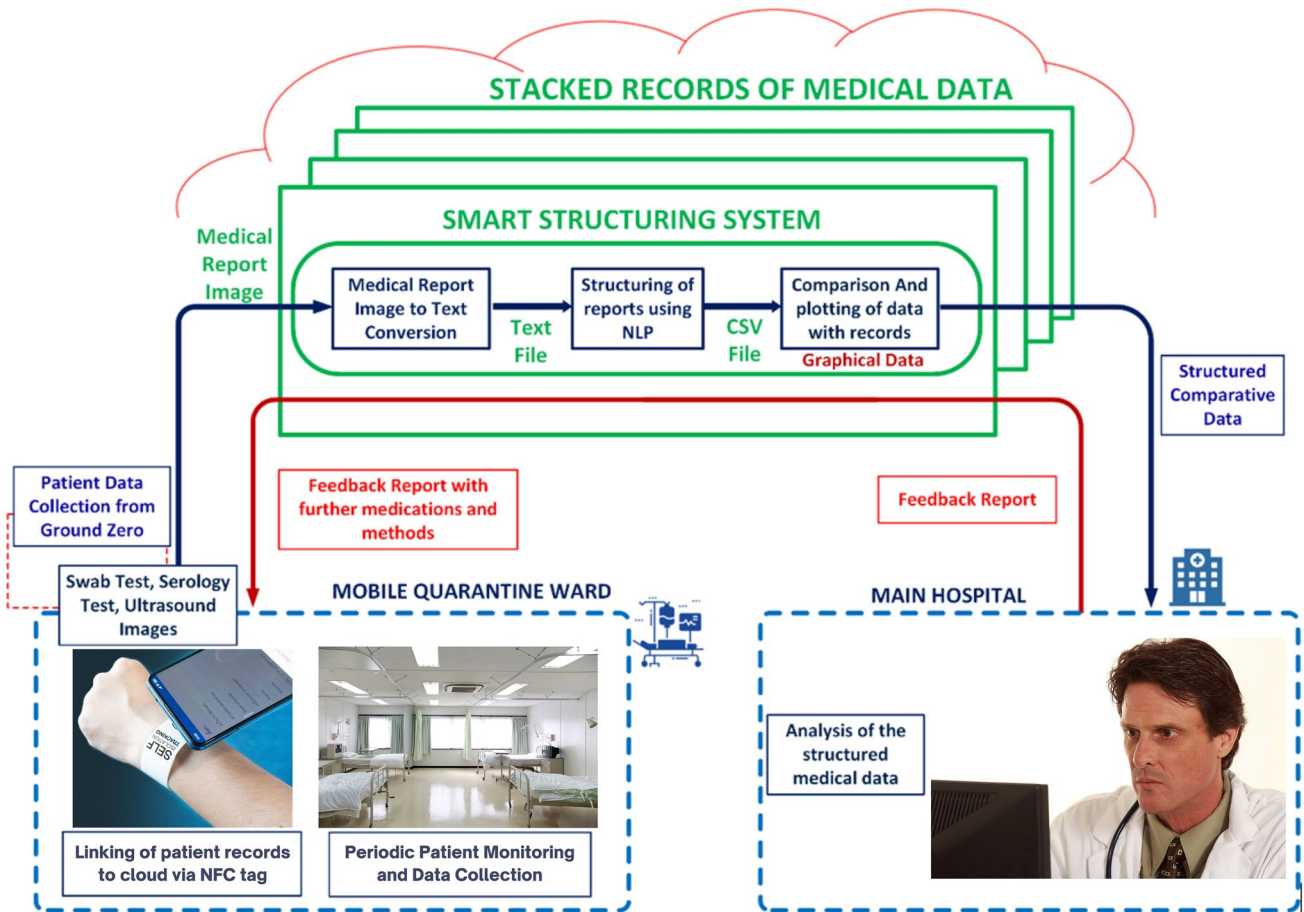 STACKED RECORDS OF MEDICAL DATA
SMART STRUCTURING SYSTEM
Medical
Report
Image
Medical Report
Image to Text
Conversion
Text
File
Structuring of
reports using
NLP
CSV
File
Comparison And
plotting of data
with records
Graphical Data
Structured
Comparative
Data
Patient Data
Collection from
Ground Zero
Feedback Report with
further medications and
methods
Feedback Report
Swab Test, Serology
Test, Ultrasound
Images
MOBILE QUARANTINE WARD
MAIN HOSPITAL
SELF
ISOLATION
TRACKING
Analysis of the
structured
medical data
Linking of patient records
to cloud via NFC tag
Periodic Patient Monitoring
and Data Collection